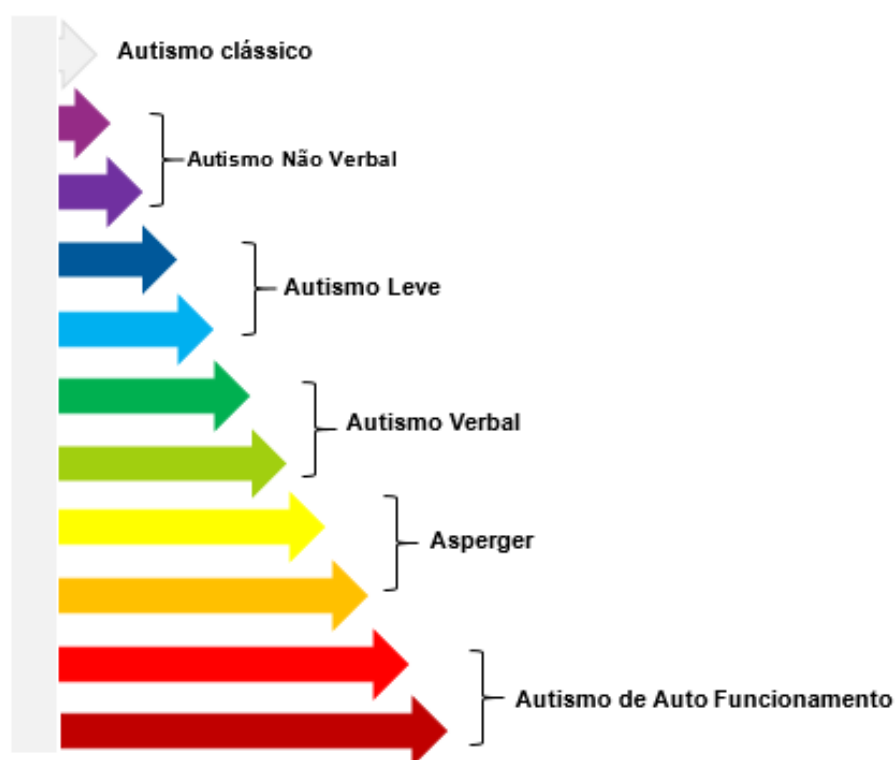 Autismo clássico
Autismo Não Verbal
Autismo Leve
Autismo Verbal
Asperger
Autismo de Auto Funcionamento